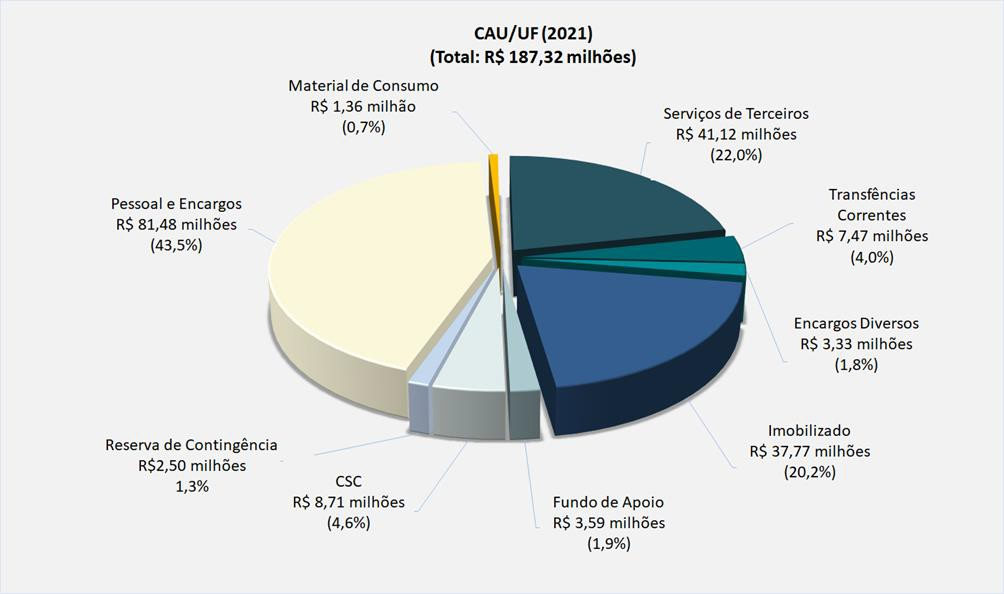 CAU/UF (2021)
(Total: R$ 187,32 milhões)
Material de Consumo
R$ 1,36 milhão
(0,7%)
Serviços de Terceiros
R$ 41,12 milhões
(22,0%)
Transfências
Correntes
R$ 7,47 milhões
(4,0%)
Pessoal e Encargos
R$ 81,48 milhões
(43,5%)
Encargos Diversos
R$ 3,33 milhões
(1,8%)
Imobilizado
R$ 37,77 milhões
(20,2%)
Reserva de Contingência
R$2,50 milhões
1,3%
CSC
R$ 8,71 milhões
(4,6%)
Fundo de Apoio
R$ 3,59 milhões
(1,9%)